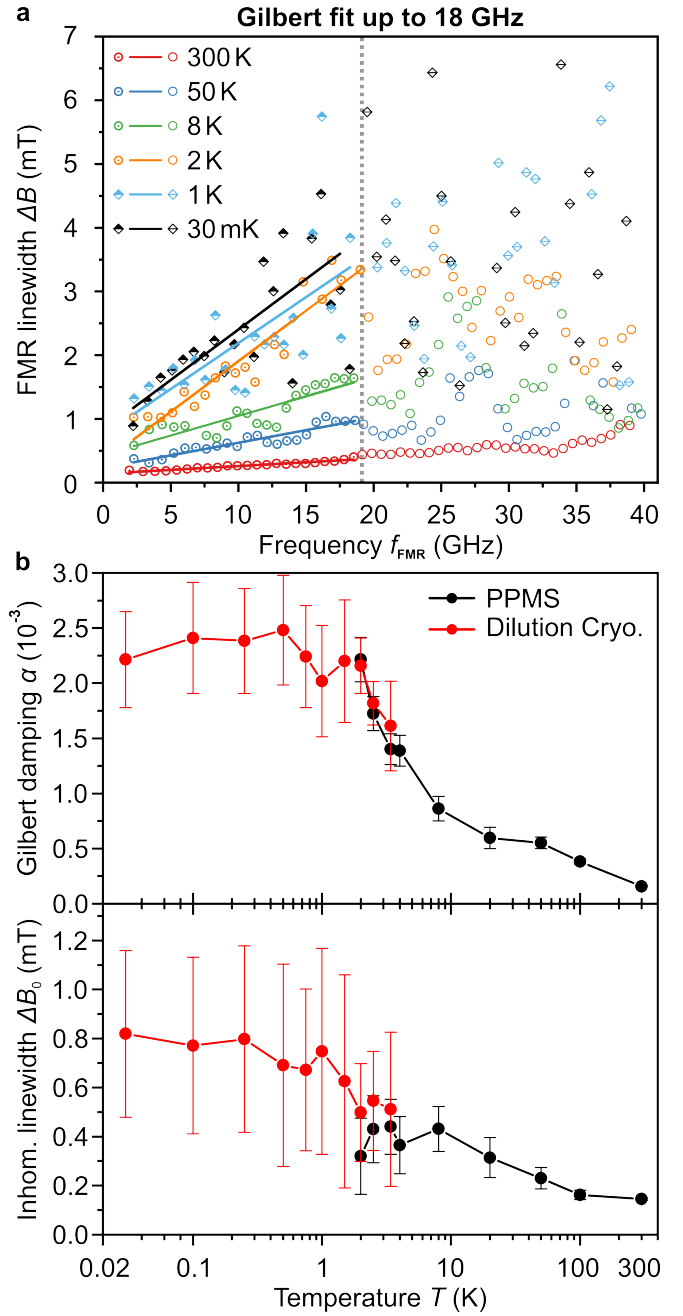 a
Gilbert fit up to 18 GHz
7
6
5
4
3
2
1
0
FMR linewidth ΔB (mT)
300 K
50 K
8 K
2 K
1 K
30 mK
0 5 10 15 20 25 30 35 40
Frequency f_FMR (GHz)
b
3.0
2.5
2.0
1.5
1.0
0.5
0.0
Gilbert damping α (10⁻³)
PPMS
Dilution Cryo.
1.2
1.0
0.8
0.6
0.4
0.2
0.0
Inhom. linewidth ΔB₀ (mT)
0.02 0.1 1 10 100 300
Temperature T (K)